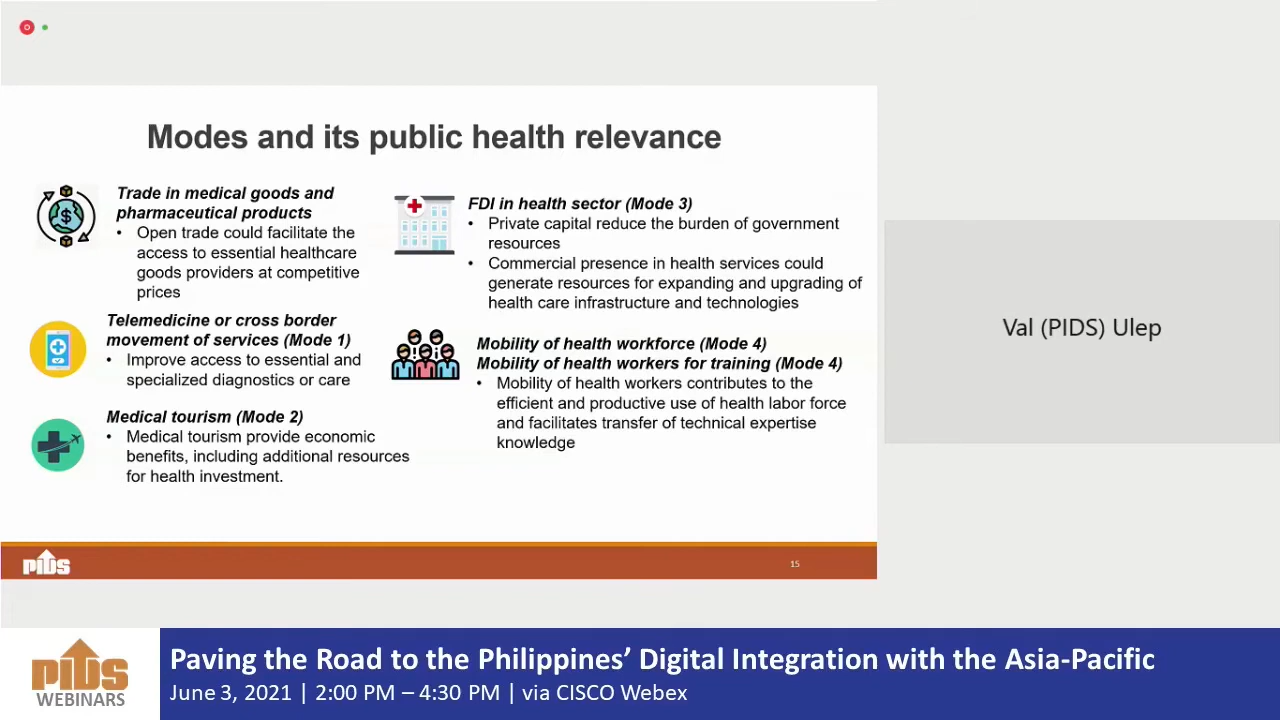 Modes and its public health relevance
Trade in medical goods and
pharmaceutical products
• Open trade could facilitate the
access to essential healthcare
goods providers at competitive
prices
Telemedicine or cross border
movement of services (Mode 1)
• Improve access to essential and
specialized diagnostics or care
Medical tourism (Mode 2)
• Medical tourism provide economic
benefits, including additional resources
for health investment.
FDI in health sector (Mode 3)
• Private capital reduce the burden of government
resources
• Commercial presence in health services could
generate resources for expanding and upgrading of
health care infrastructure and technologies
Mobility of health workforce (Mode 4)
Mobility of health workers for training (Mode 4)
• Mobility of health workers contributes to the
efficient and productive use of health labor force
and facilitates transfer of technical expertise
knowledge
PIDS
15
Val (PIDS) Ulep
PIDS
WEBINARS
Paving the Road to the Philippines’ Digital Integration with the Asia-Pacific
June 3, 2021 | 2:00 PM – 4:30 PM | via CISCO Webex